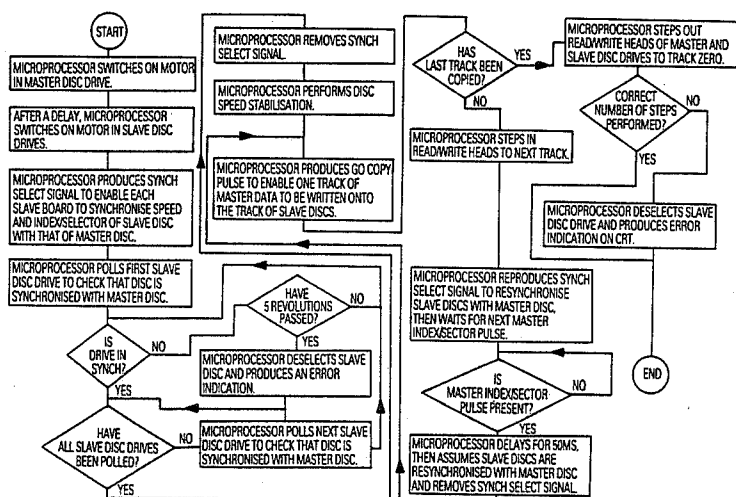 START
MICROPROCESSOR SWITCHES ON MOTOR
IN MASTER DISC DRIVE.
AFTER A DELAY, MICROPROCESSOR
SWITCHES ON MOTOR IN SLAVE DISC
DRIVES.
MICROPROCESSOR PRODUCES SYNCH
SELECT SIGNAL TO ENABLE EACH
SLAVE BOARD TO SYNCHRONISE SPEED
AND INDEX/SELECTOR OF SLAVE DISC
WITH THAT OF MASTER DISC.
MICROPROCESSOR POLLS FIRST SLAVE
DISC DRIVE TO CHECK THAT DISC IS
SYNCHRONISED WITH MASTER DISC.
IS
DRIVE IN
SYNCH?
NO
YES
HAVE
ALL SLAVE DISC DRIVES
BEEN POLLED?
NO
YES
HAVE
5 REVOLUTIONS
PASSED?
NO
YES
MICROPROCESSOR DESELECTS SLAVE
DISC AND PRODUCES AN ERROR
INDICATION.
MICROPROCESSOR POLLS NEXT SLAVE
DISC DRIVE TO CHECK THAT DISC IS
SYNCHRONISED WITH MASTER DISC.
MICROPROCESSOR REMOVES SYNCH
SELECT SIGNAL.
MICROPROCESSOR PERFORMS DISC
SPEED STABILISATION.
MICROPROCESSOR PRODUCES GO COPY
PULSE TO ENABLE ONE TRACK OF
MASTER DATA TO BE WRITTEN ONTO
THE TRACK OF SLAVE DISCS.
HAS
LAST TRACK BEEN
COPIED?
YES
NO
MICROPROCESSOR STEPS IN
READ/WRITE HEADS TO NEXT TRACK.
MICROPROCESSOR REPRODUCES SYNCH
SELECT SIGNAL TO RESYNCHRONISE
SLAVE DISCS WITH MASTER DISC,
THEN WAITS FOR NEXT MASTER
INDEX/SECTOR PULSE.
IS
MASTER INDEX/SECTOR
PULSE PRESENT?
NO
YES
MICROPROCESSOR DELAYS FOR 50MS,
THEN ASSUMES SLAVE DISCS ARE
RESYNCHRONISED WITH MASTER DISC
AND REMOVES SYNCH SELECT SIGNAL.
MICROPROCESSOR STEPS OUT
READ/WRITE HEADS OF MASTER AND
SLAVE DISC DRIVES TO TRACK ZERO.
CORRECT
NUMBER OF STEPS
PERFORMED?
NO
YES
MICROPROCESSOR DESELECTS SLAVE
DISC DRIVE AND PRODUCES ERROR
INDICATION ON CRT.
END